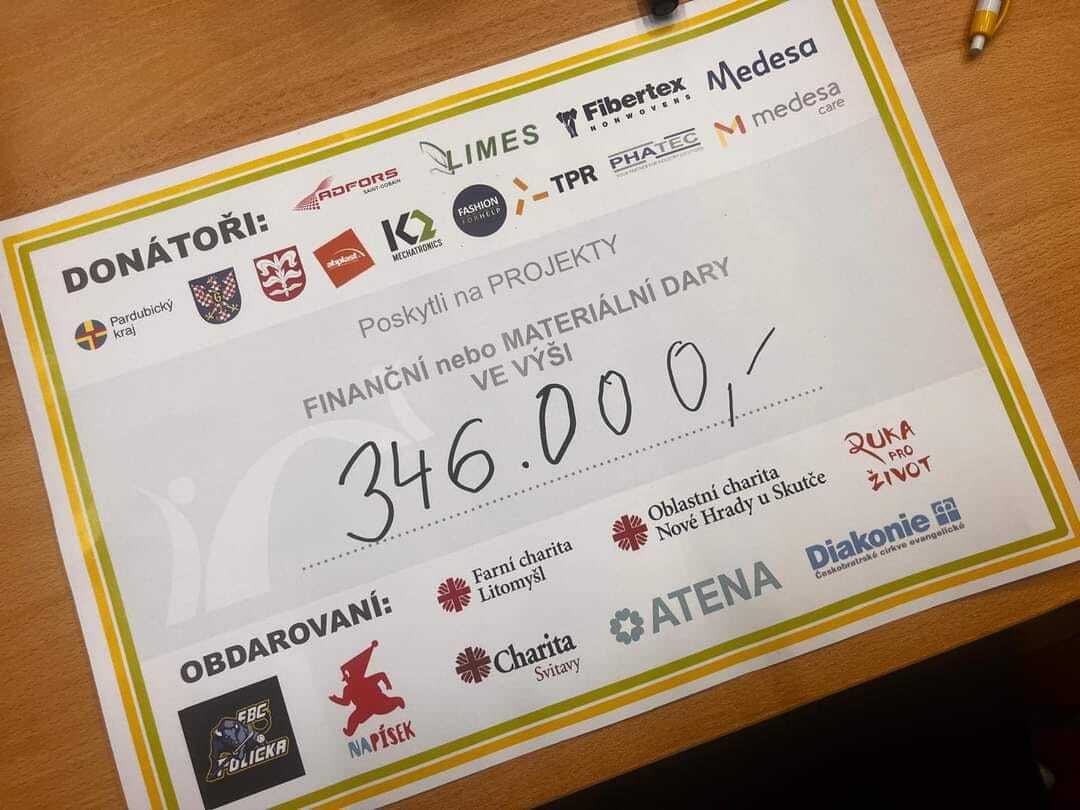 DONÁTOŘI:
ADFORS
SAINT-GOBAIN
LIMES
Fibertex
NONWOVENS
Medesa
Pardubický
kraj
G
abplast
K2
MECHATRONICS
FASHION
FOR HELP
TPR
PHATEC
medesa
care
Poskytli na PROJEKTY
FINANČNÍ nebo MATERIÁLNÍ DARY
VE VÝŠI
346.000,-
OBDAROVANÍ:
Farní charita
Litomyšl
Oblastní charita
Nové Hrady u Skutče
RUKA
PRO
ŽIVOT
FBC
POLIČKA
NAPÍSEK
Charita
Svitavy
ATENA
Diakonie
Českobratrské církve evangelické